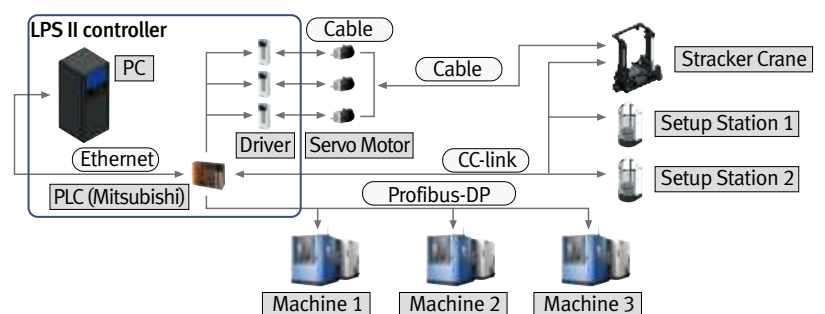 LPS II controller
PC
Cable
Cable
Stracker Crane
Driver
Servo Motor
Setup Station 1
Ethernet
CC-link
Setup Station 2
PLC (Mitsubishi)
Profibus-DP
Machine 1
Machine 2
Machine 3